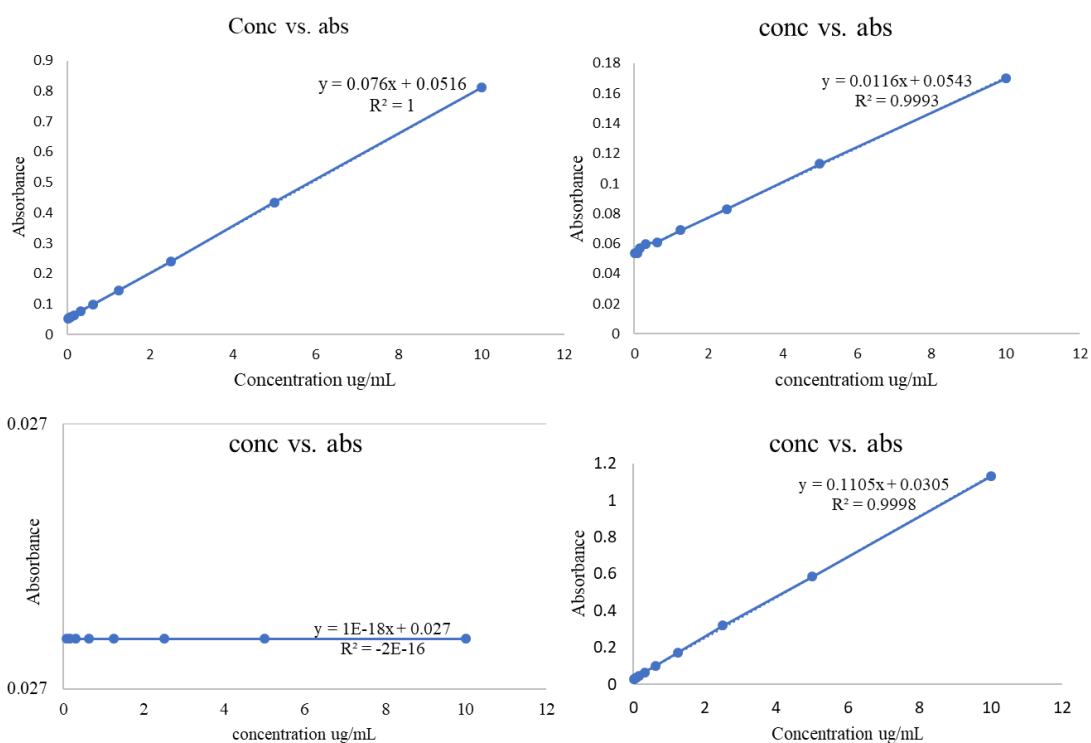 Conc vs. abs
0.9
0.8
0.7
0.6
0.5
0.4
0.3
0.2
0.1
0
Absorbance
y = 0.076x + 0.0516
R² = 1
0 2 4 6 8 10 12
Concentration ug/mL
conc vs. abs
0.18
0.16
0.14
0.12
0.10
0.08
0.06
0.04
0.02
0
Absorbance
y = 0.0116x + 0.0543
R² = 0.9993
0 2 4 6 8 10 12
concentratiom ug/mL
conc vs. abs
0.027
0.027
Absorbance
y = 1E-18x + 0.027
R² = -2E-16
0 2 4 6 8 10 12
concentration ug/mL
conc vs. abs
1.2
1
0.8
0.6
0.4
0.2
0
Absorbance
y = 0.1105x + 0.0305
R² = 0.9998
0 2 4 6 8 10 12
Concentration ug/mL